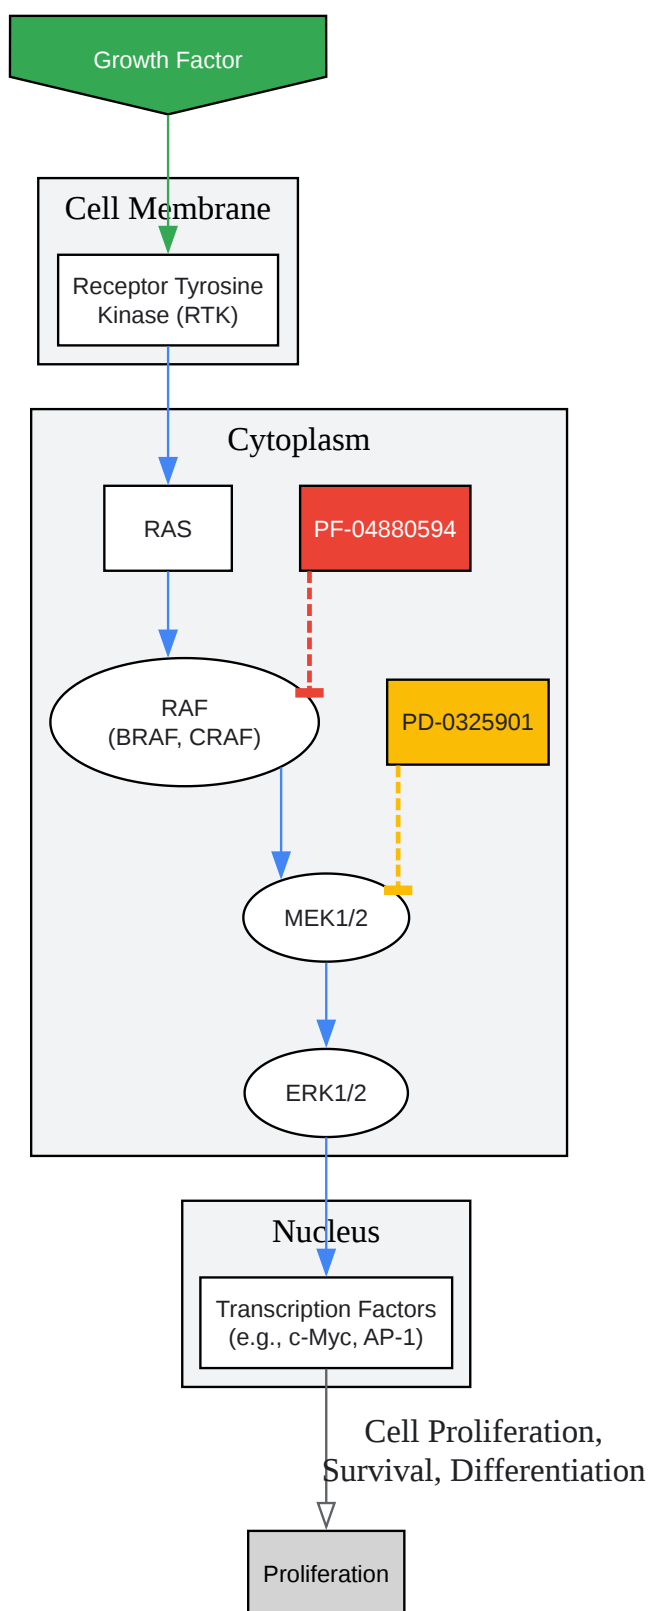 Growth Factor
Cell Membrane
Receptor Tyrosine
Kinase (RTK)
Cytoplasm
RAS
PF-04880594
RAF
(BRAF, CRAF)
PD-0325901
MEK1/2
ERK1/2
Nucleus
Transcription Factors
(e.g., c-Myc, AP-1)
Cell Proliferation,
Survival, Differentiation
Proliferation